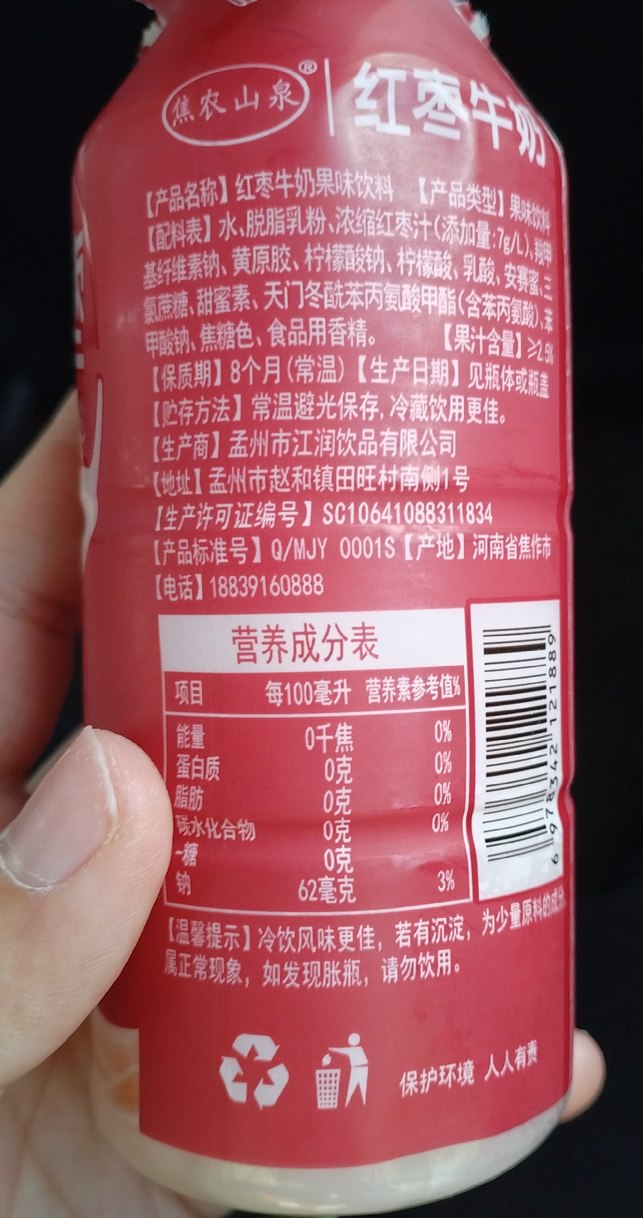 焦农山泉® | 红枣牛奶
【产品名称】红枣牛奶果味饮料 【产品类型】果味饮料
【配料表】水、脱脂乳粉、浓缩红枣汁(添加量:7g/L)、羧甲
基纤维素钠、黄原胶、柠檬酸钠、柠檬酸、乳酸、安赛蜜、三
氯蔗糖、甜蜜素、天门冬酰苯丙氨酸甲酯(含苯丙氨酸)、苯
甲酸钠、焦糖色、食品用香精。 【果汁含量】≥2.5%
【保质期】8个月(常温)【生产日期】见瓶体或瓶盖
【贮存方法】常温避光保存,冷藏饮用更佳。
【生产商】孟州市江润饮品有限公司
【地址】孟州市赵和镇田旺村南侧1号
【生产许可证编号】SC10641088311834
【产品标准号】Q/MJY 0001S【产地】河南省焦作市
【电话】18839160888
营养成分表
项目 每100毫升 营养素参考值%
能量 0千焦 0%
蛋白质 0克 0%
脂肪 0克 0%
碳水化合物 0克 0%
-糖 0克
钠 62毫克 3%
6 978342 121889
【温馨提示】冷饮风味更佳，若有沉淀，为少量原料的成分，
属正常现象，如发现胀瓶，请勿饮用。
保护环境 人人有责